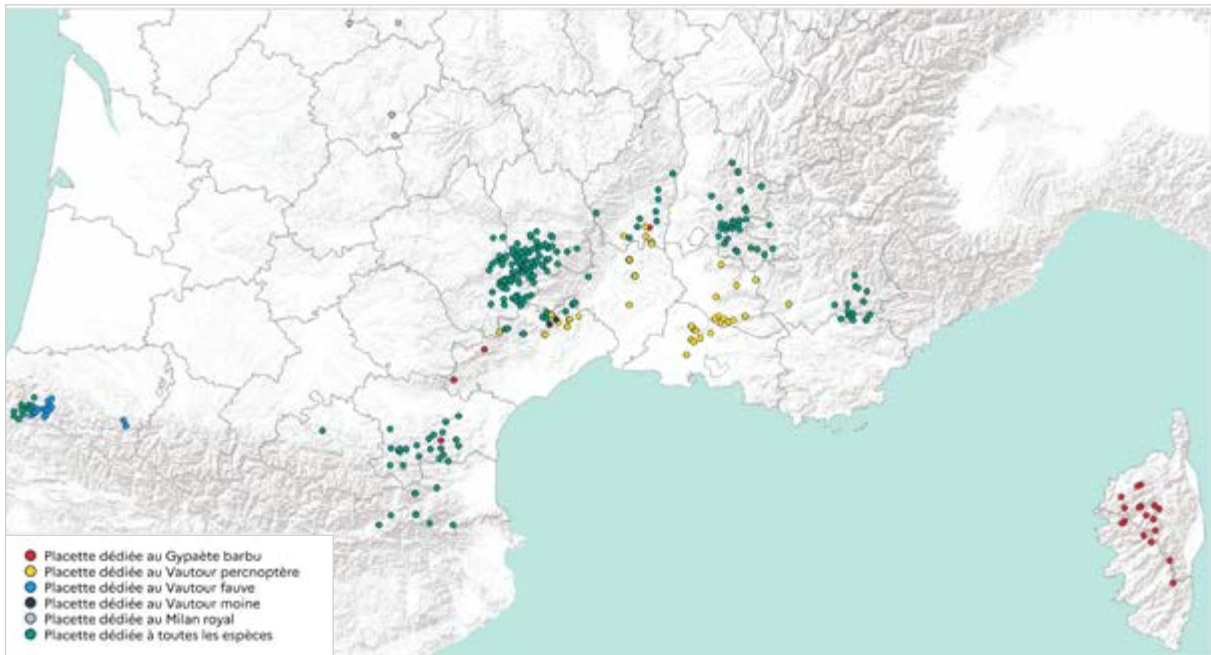 Placette dédiée au Gypaète barbu
Placette dédiée au Vautour percnoptère
Placette dédiée au Vautour fauve
Placette dédiée au Vautour moine
Placette dédiée au Milan royal
Placette dédiée à toutes les espèces